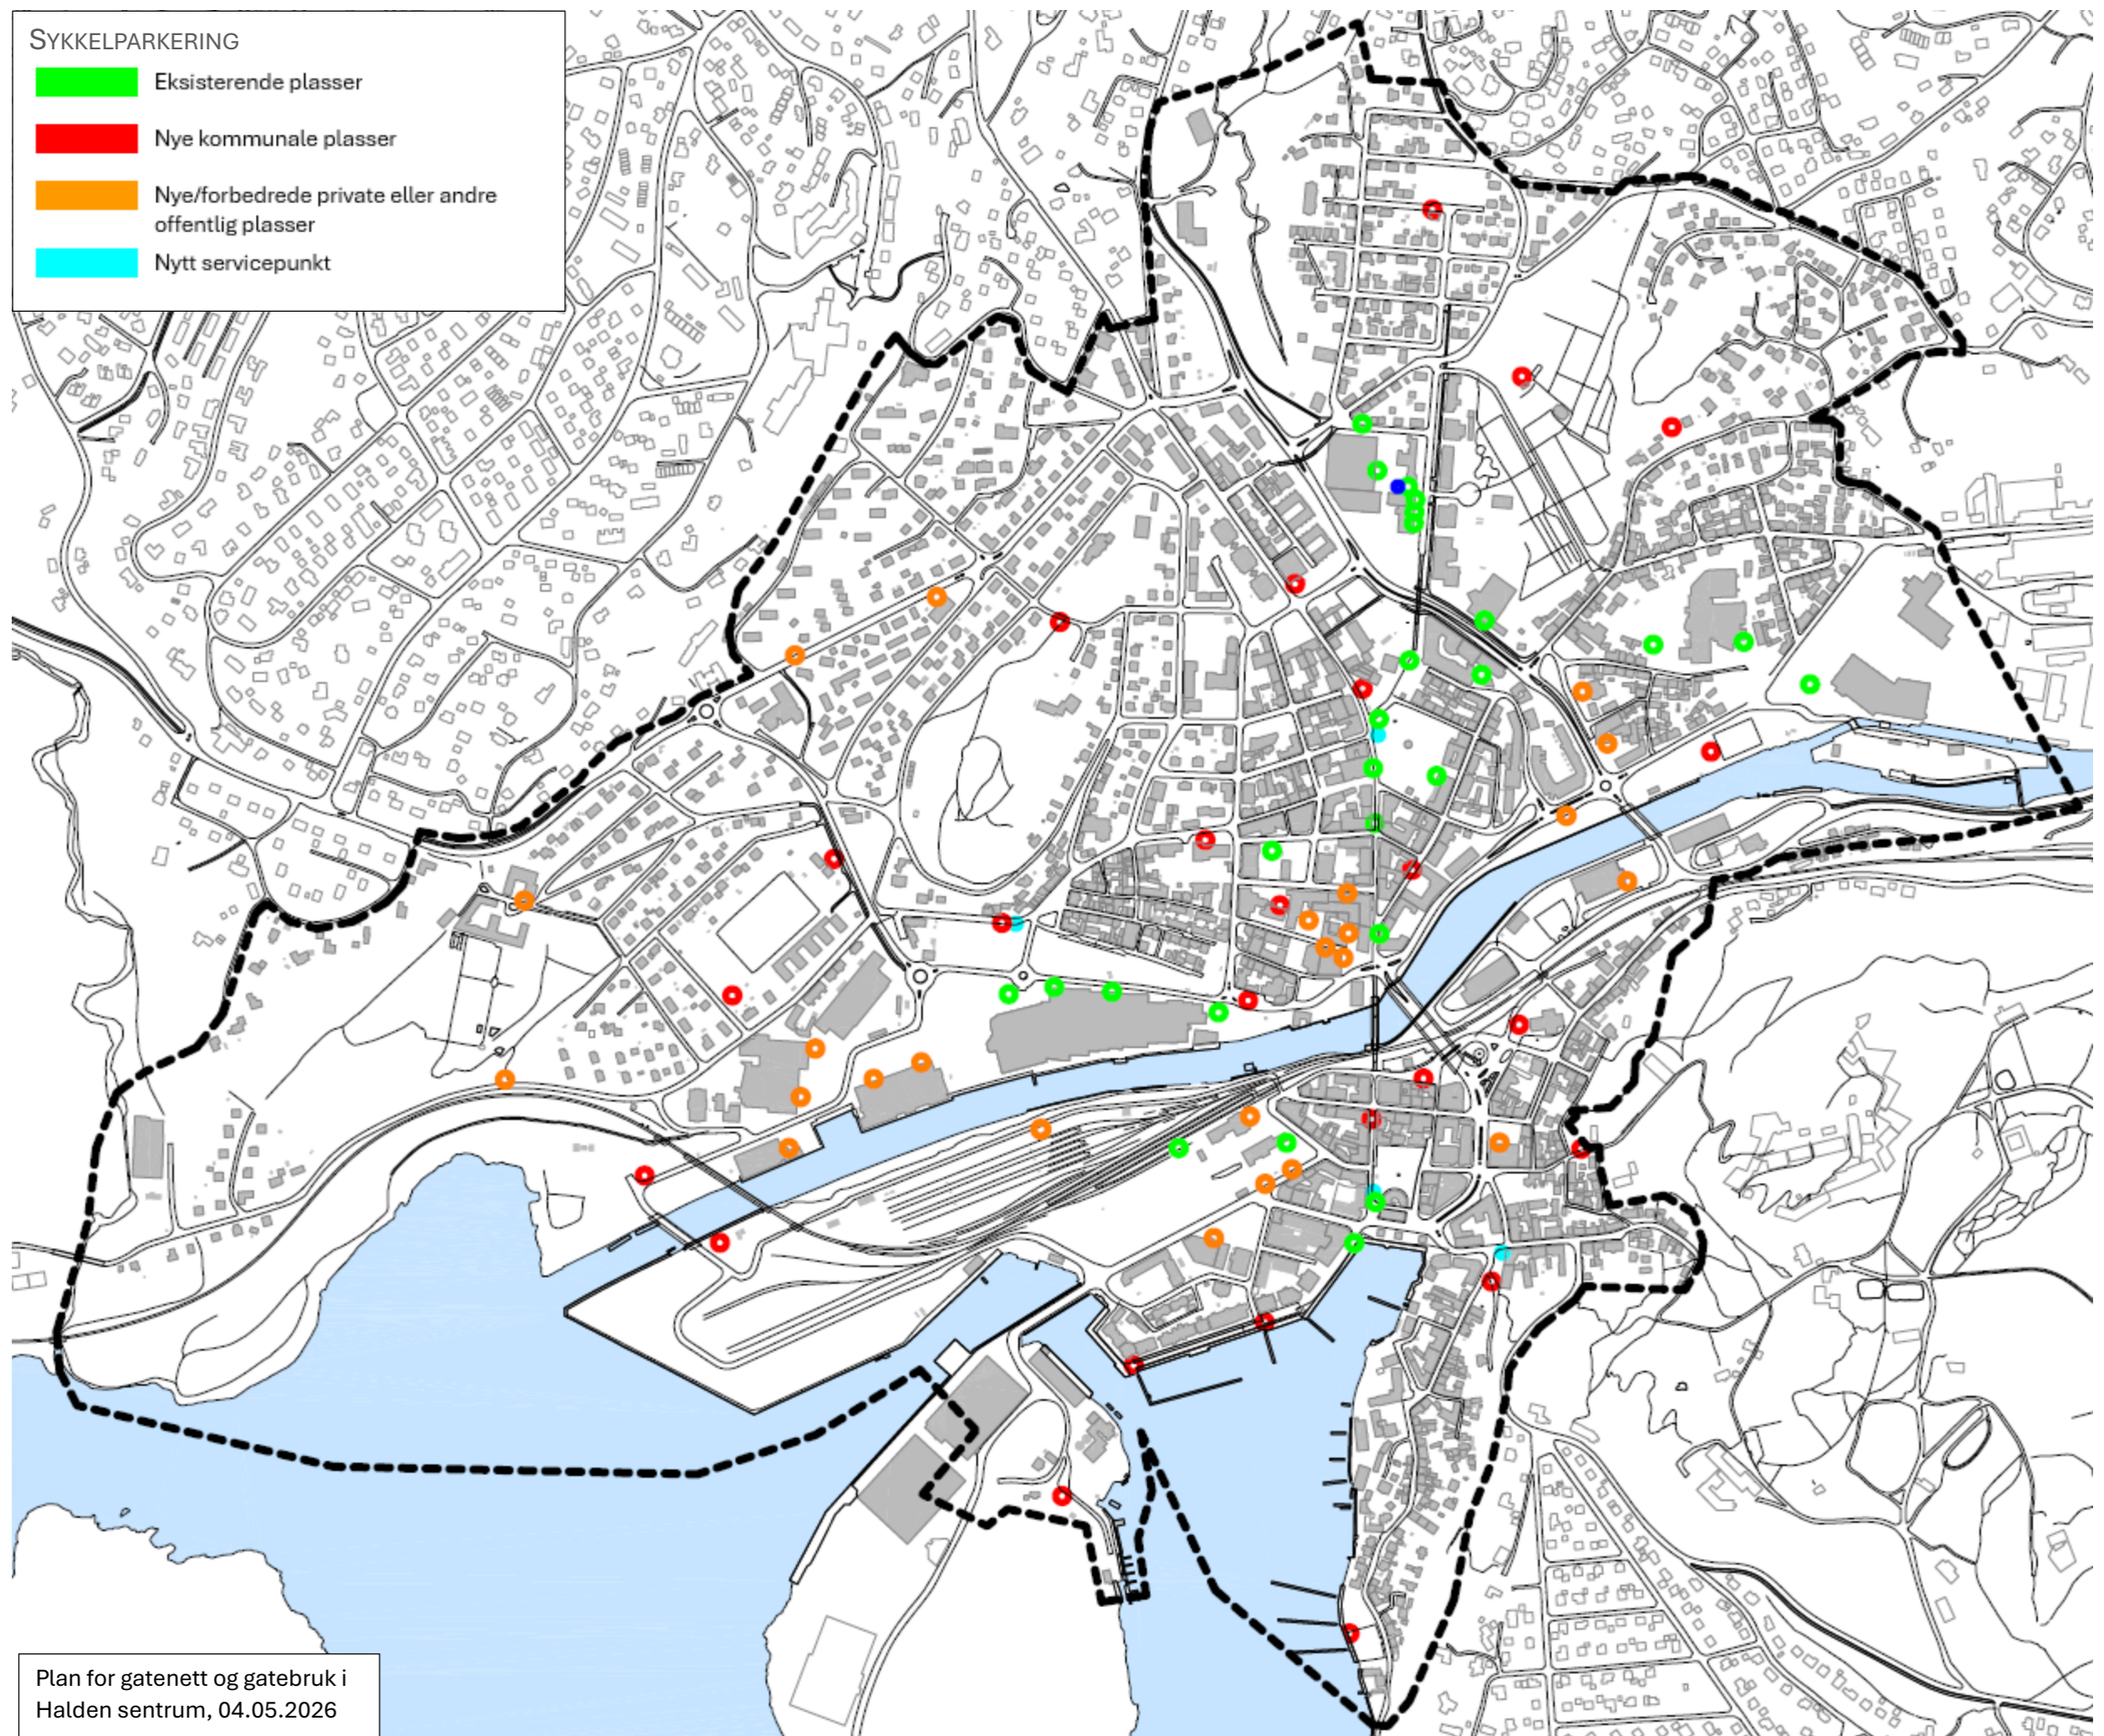 SYKKELPARKERING
Eksisterende plasser
Nye kommunale plasser
Nye/forbedrede private eller andre
offentlig plasser
Nytt servicepunkt
Plan for gatenett og gatebruk i
Halden sentrum, 04.05.2026